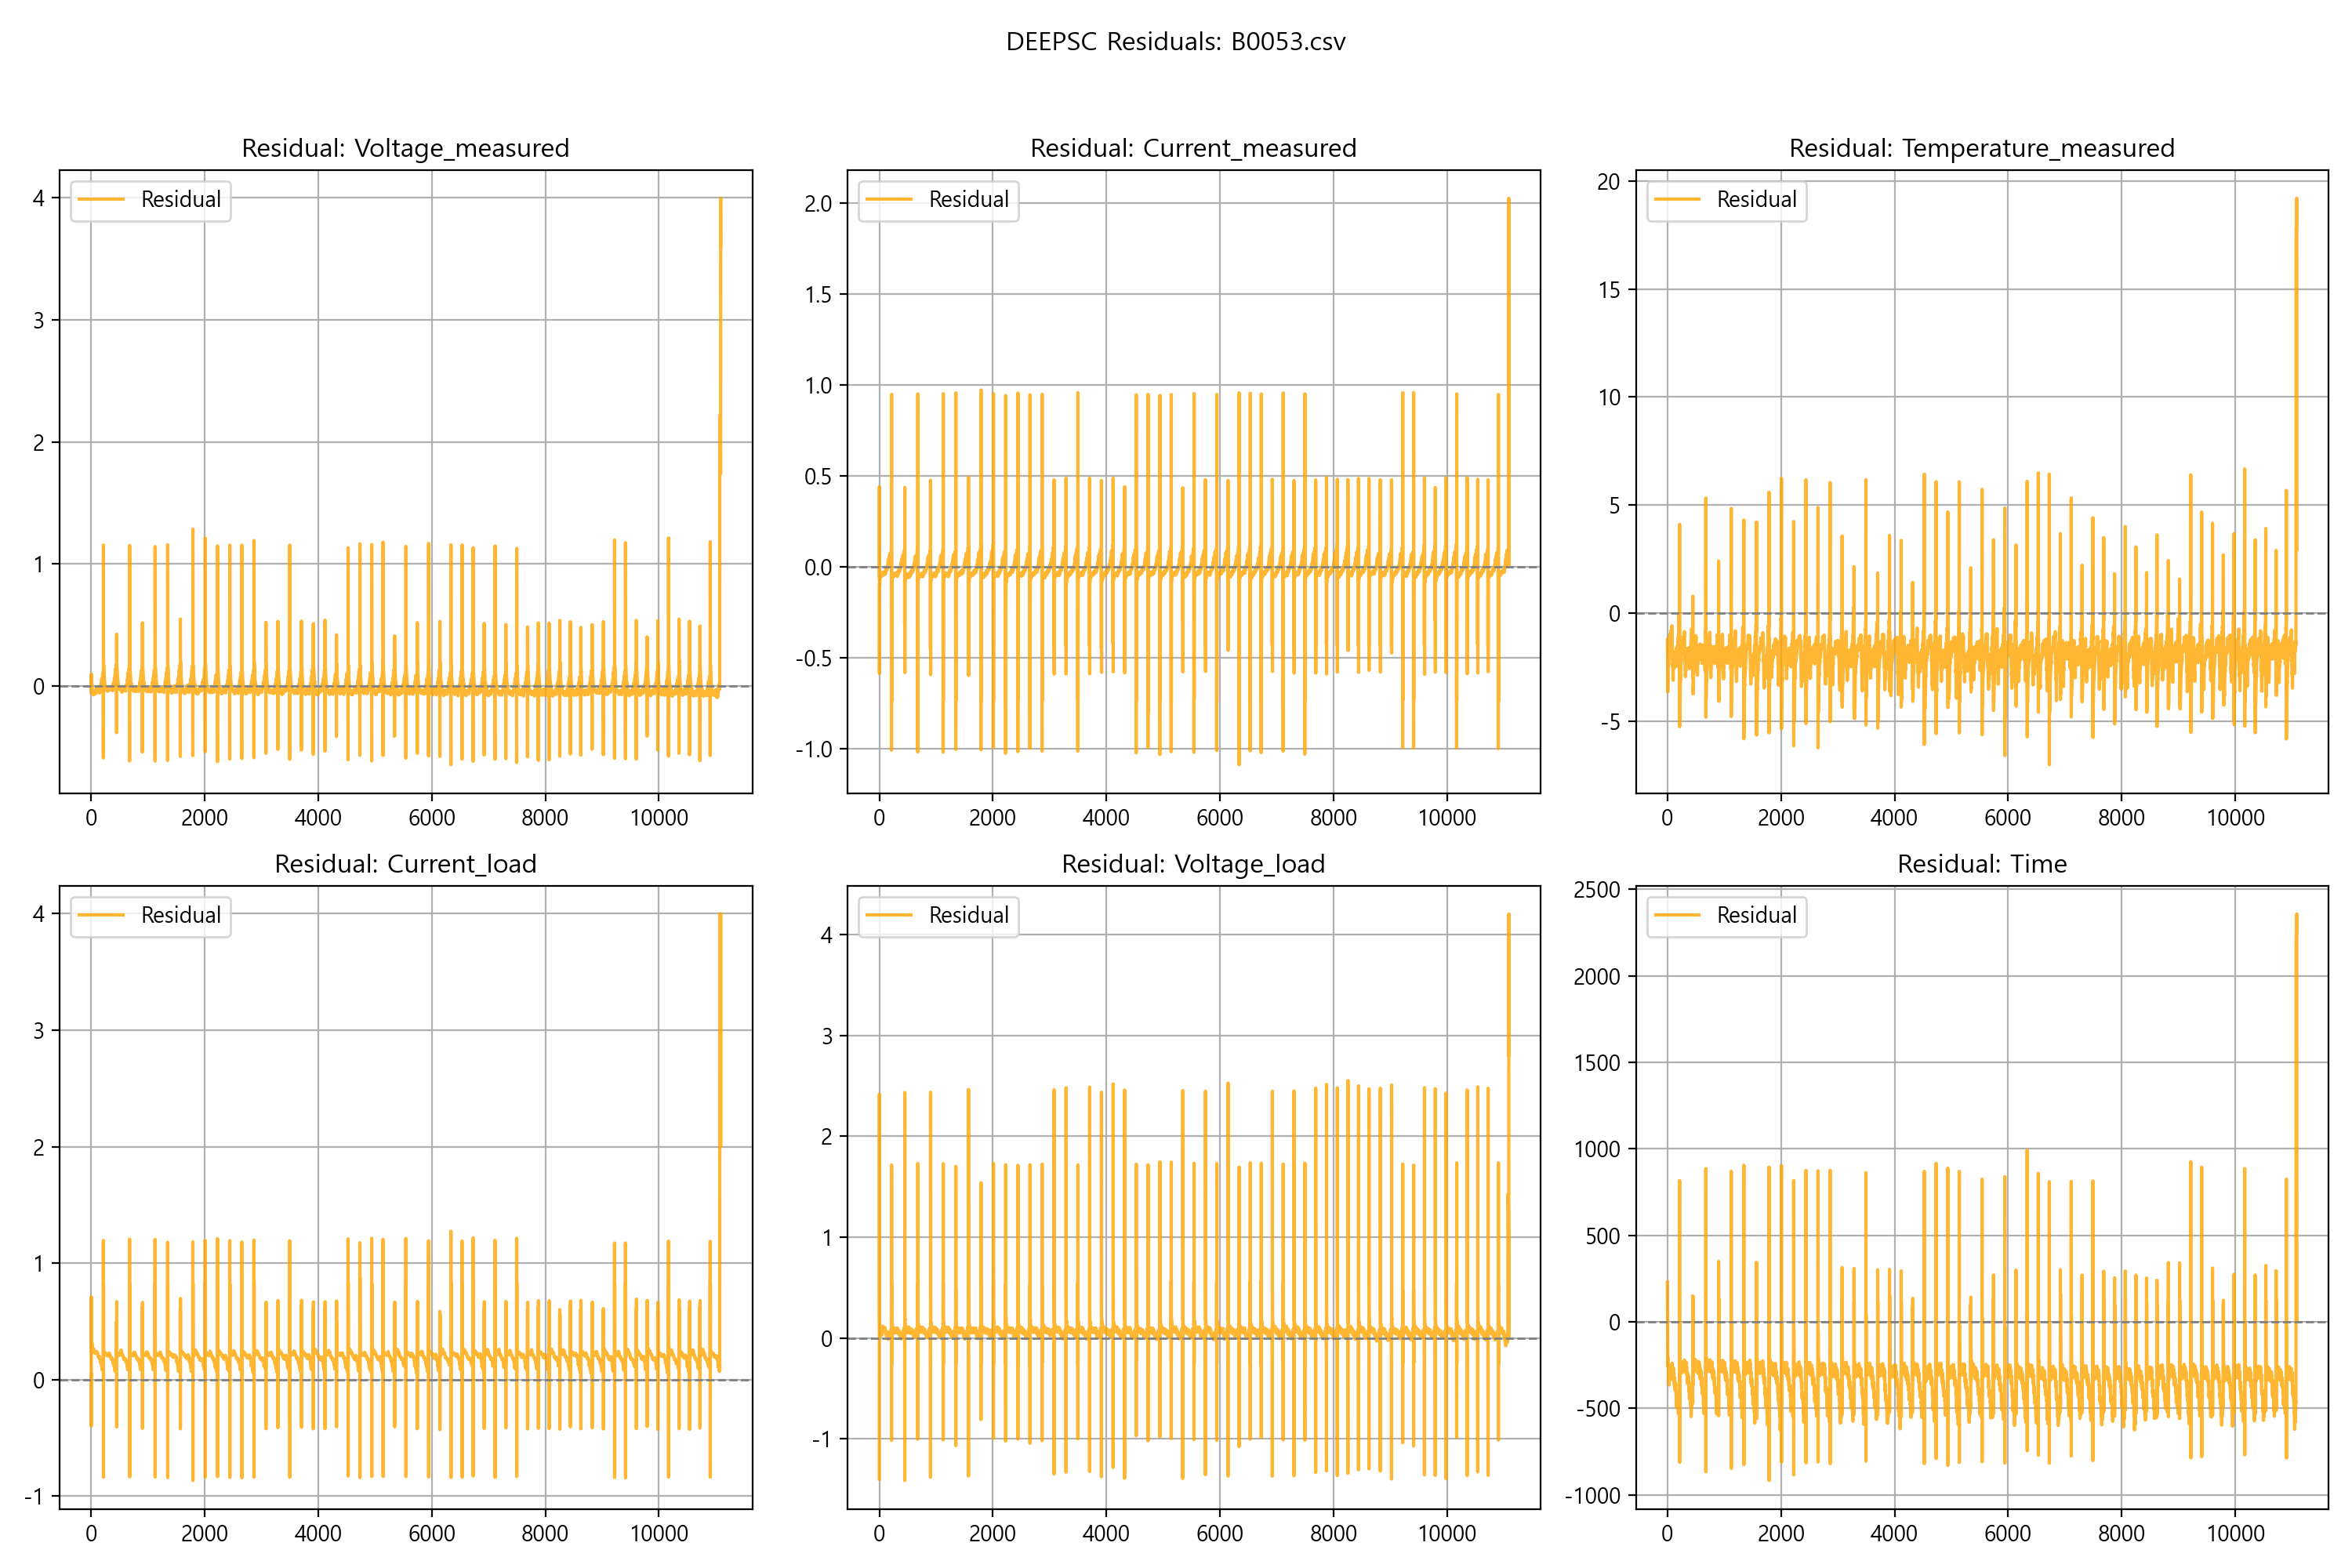 DEEPSC Residuals: B0053.csv
Residual: Voltage_measured
Residual
4
3
2
1
0
0 2000 4000 6000 8000 10000
Residual: Current_measured
Residual
2.0
1.5
1.0
0.5
0.0
-0.5
-1.0
0 2000 4000 6000 8000 10000
Residual: Temperature_measured
Residual
20
15
10
5
0
-5
0 2000 4000 6000 8000 10000
Residual: Current_load
Residual
4
3
2
1
0
-1
0 2000 4000 6000 8000 10000
Residual: Voltage_load
Residual
4
3
2
1
0
-1
0 2000 4000 6000 8000 10000
Residual: Time
Residual
2500
2000
1500
1000
500
0
-500
-1000
0 2000 4000 6000 8000 10000